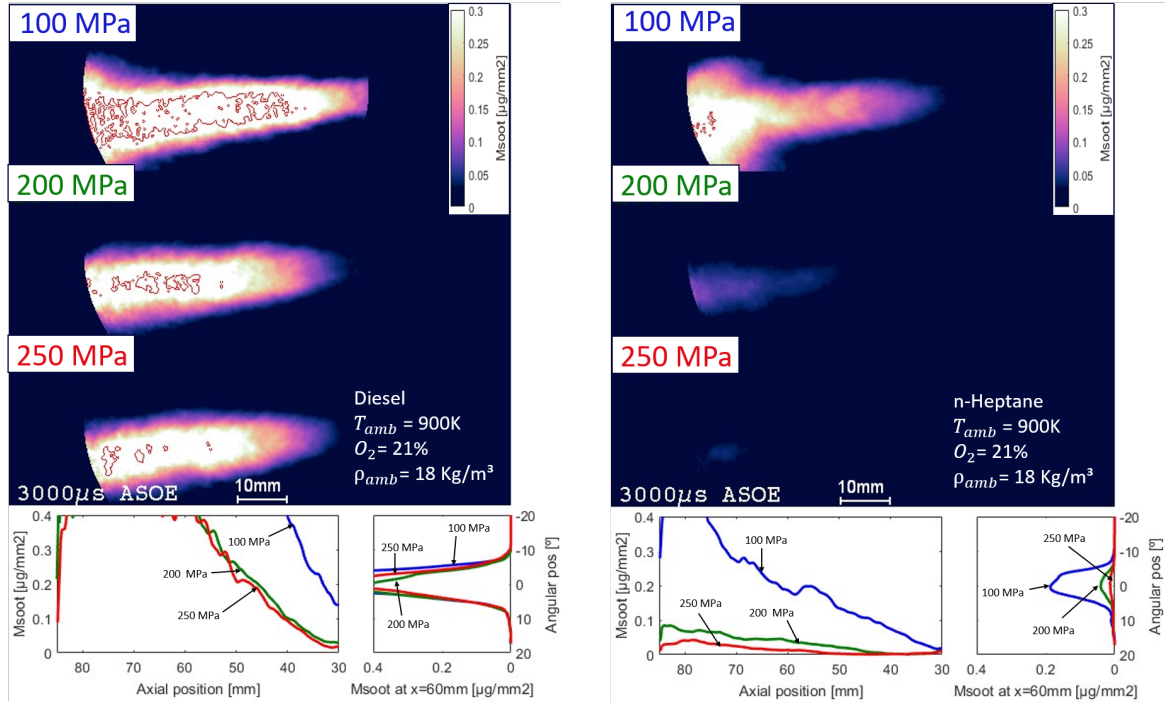 100 MPa
0.3
0.25
0.2
0.15
0.1
0.05
0
Msoot [µg/mm2]
200 MPa
250 MPa
Diesel
T_amb = 900K
O₂= 21%
ρ_amb= 18 Kg/m³
3000µs ASOE
10mm
0.4
0.3
0.2
0.1
0
Msoot [µg/mm2]
100 MPa
200 MPa
250 MPa
80
70
60
50
40
30
Axial position [mm]
100 MPa
250 MPa
200 MPa
-20
-10
0
10
20
Angular pos [º]
0.4
0.2
0
Msoot at x=60mm [µg/mm2]
100 MPa
0.3
0.25
0.2
0.15
0.1
0.05
0
Msoot [µg/mm2]
200 MPa
250 MPa
n-Heptane
T_amb = 900K
O₂= 21%
ρ_amb= 18 Kg/m³
10mm
0.4
0.3
0.2
0.1
0
Msoot [µg/mm2]
100 MPa
250 MPa
200 MPa
80
70
60
50
40
30
Axial position [mm]
250 MPa
100 MPa
200 MPa
-20
-10
0
10
20
Angular pos [º]
0.4
0.2
0
Msoot at x=60mm [µg/mm2]